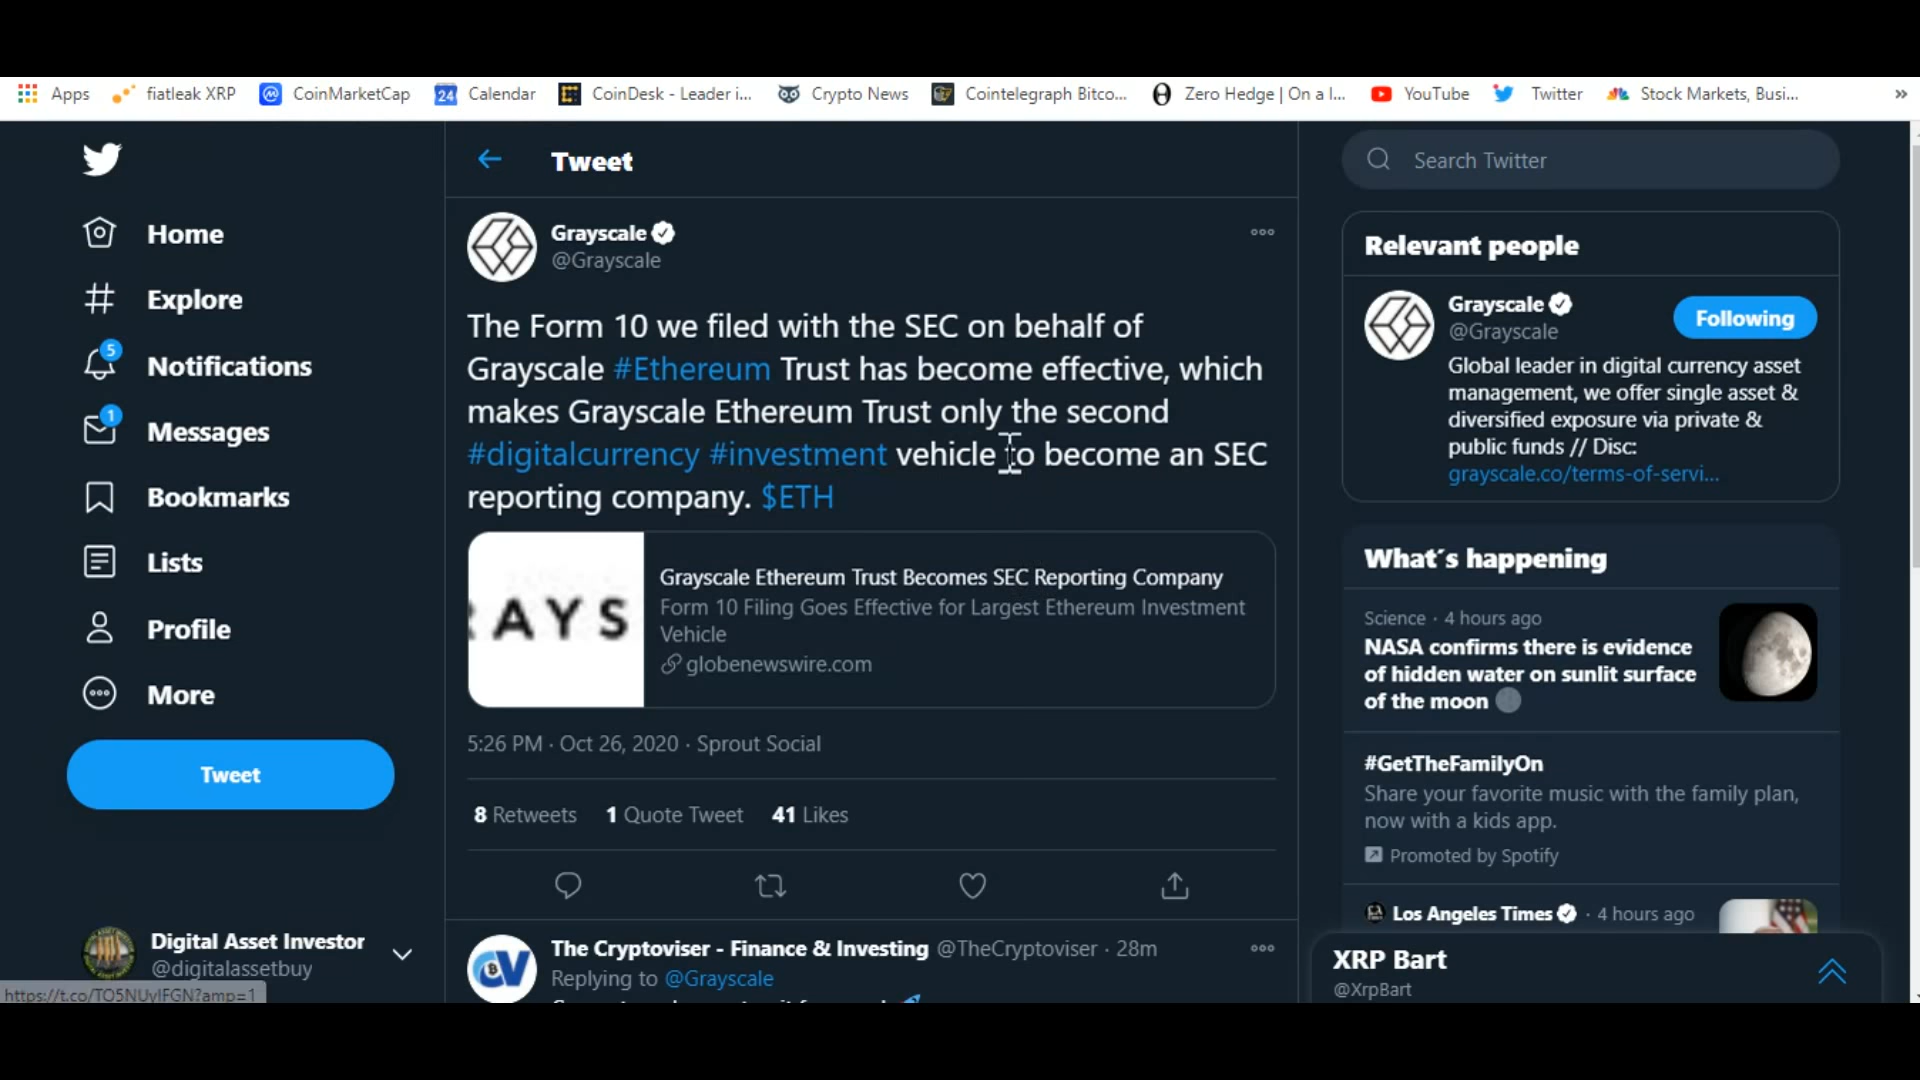 Apps fiatleak XRP CoinMarketCap 24 Calendar CoinDesk - Leader i... Crypto News Cointelegraph Bitco... Zero Hedge | On a l... YouTube Twitter Stock Markets, Busi... »
Tweet
Search Twitter
Home
Explore
5
Notifications
1
Messages
Bookmarks
Lists
Profile
More
Tweet
Digital Asset Investor
@digitalassetbuy
Grayscale
@Grayscale
The Form 10 we filed with the SEC on behalf of
Grayscale #Ethereum Trust has become effective, which
makes Grayscale Ethereum Trust only the second
#digitalcurrency #investment vehicle to become an SEC
reporting company. $ETH
RAYS
Grayscale Ethereum Trust Becomes SEC Reporting Company
Form 10 Filing Goes Effective for Largest Ethereum Investment
Vehicle
globenewswire.com
5:26 PM · Oct 26, 2020 · Sprout Social
8 Retweets 1 Quote Tweet 41 Likes
The Cryptoviser - Finance & Investing @TheCryptoviser · 28m
Replying to @Grayscale
Relevant people
Grayscale
@Grayscale
Following
Global leader in digital currency asset
management, we offer single asset &
diversified exposure via private &
public funds // Disc:
grayscale.co/terms-of-servi...
What´s happening
Science · 4 hours ago
NASA confirms there is evidence
of hidden water on sunlit surface
of the moon
#GetTheFamilyOn
Share your favorite music with the family plan,
now with a kids app.
Promoted by Spotify
Los Angeles Times · 4 hours ago
XRP Bart
@XrpBart